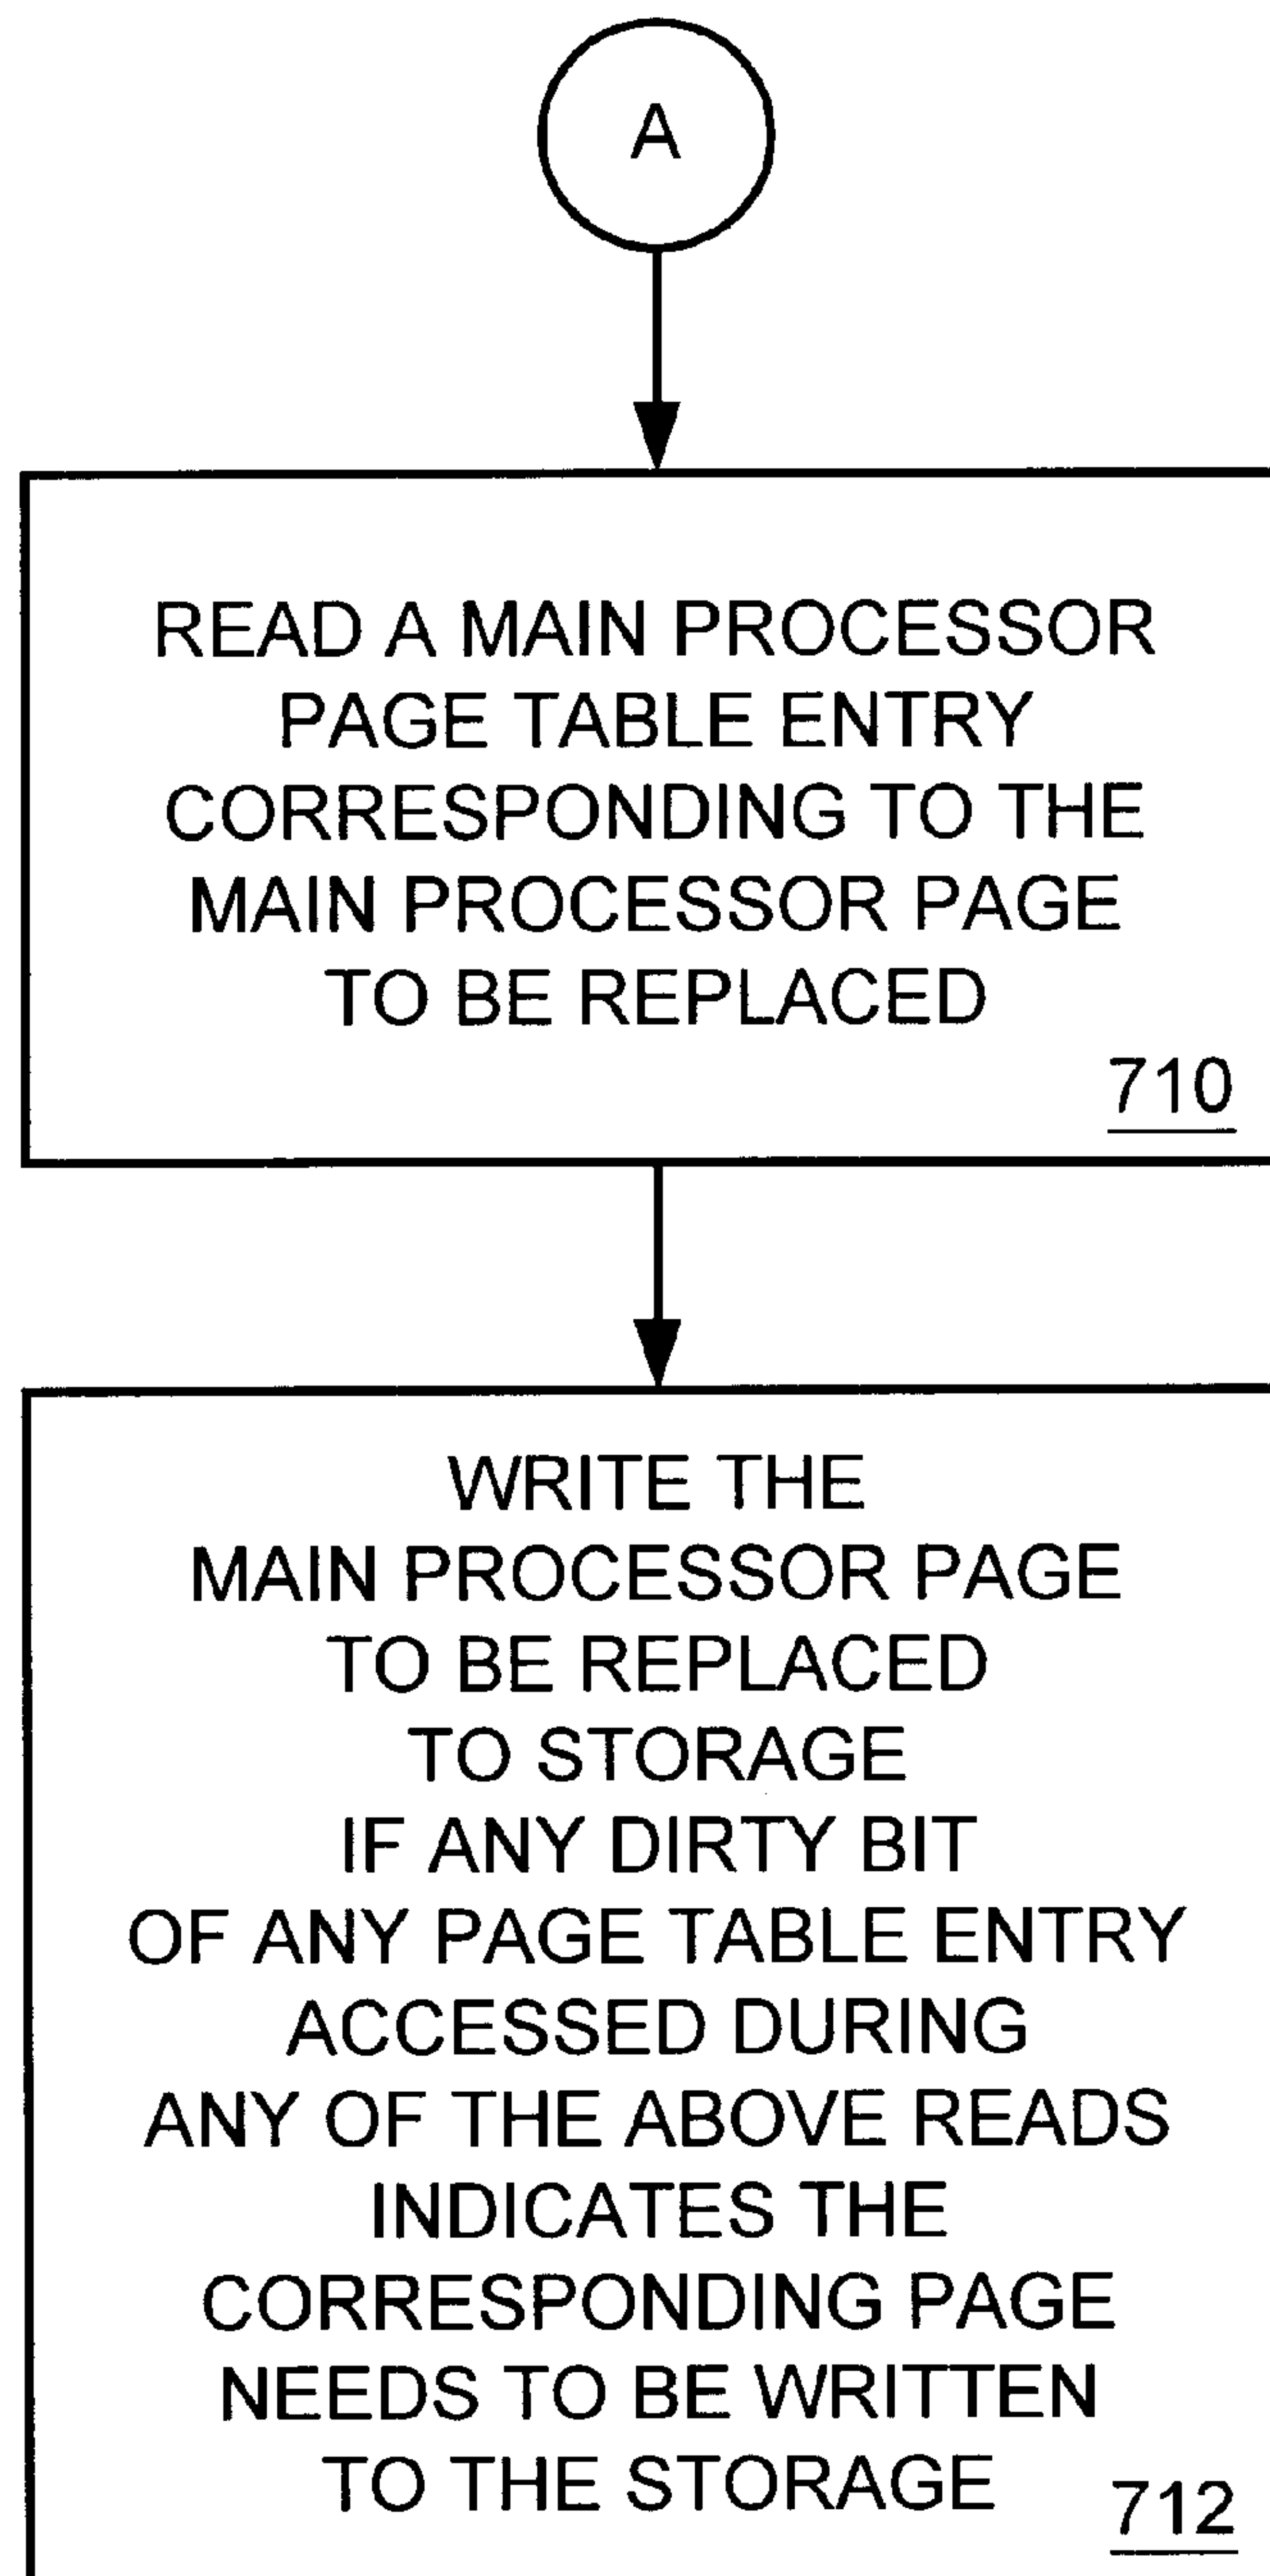 A
READ A MAIN PROCESSOR
PAGE TABLE ENTRY
CORRESPONDING TO THE
MAIN PROCESSOR PAGE
TO BE REPLACED
710
WRITE THE
MAIN PROCESSOR PAGE
TO BE REPLACED
TO STORAGE
IF ANY DIRTY BIT
OF ANY PAGE TABLE ENTRY
ACCESSED DURING
ANY OF THE ABOVE READS
INDICATES THE
CORRESPONDING PAGE
NEEDS TO BE WRITTEN
TO THE STORAGE
712